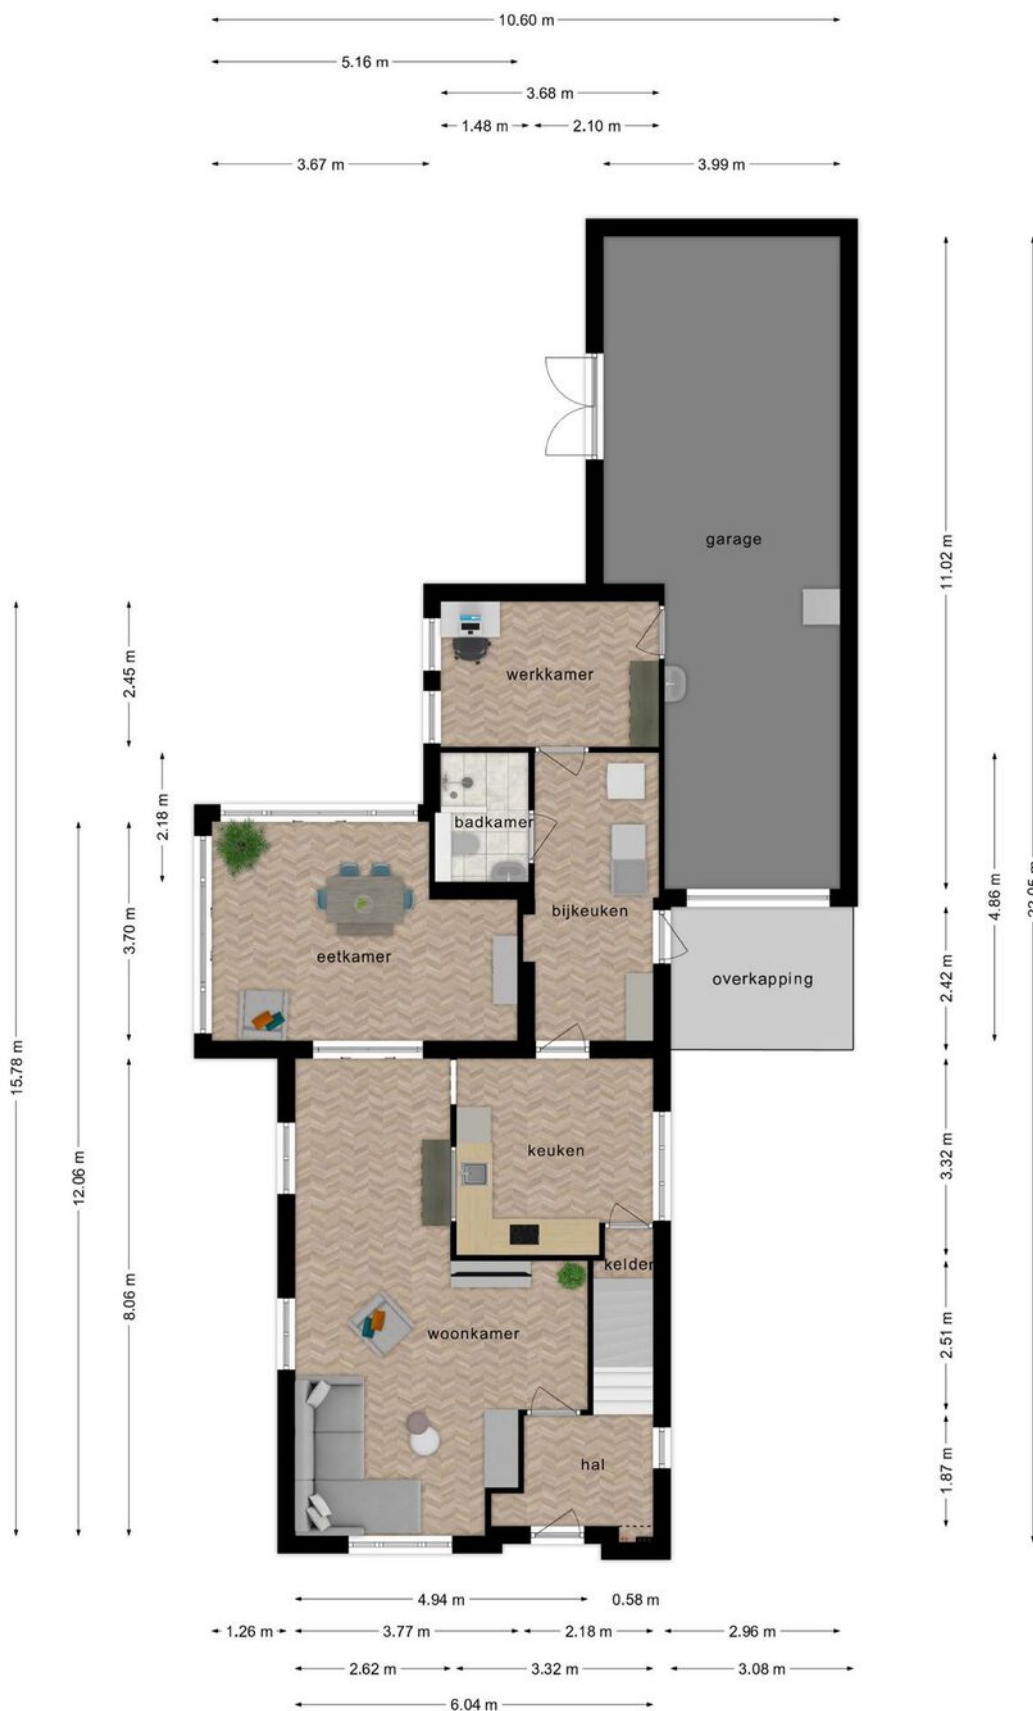 10.60 m
5.16 m
3.68 m
1.48 m 2.10 m
3.67 m 3.99 m
garage
11.02 m
werkkamer
2.45 m
badkamer
2.18 m
bijkeuken
4.86 m
22.05 m
3.70 m
eetkamer
overkapping
2.42 m
15.78 m
keuken
3.32 m
12.06 m
kelder
8.06 m
woonkamer
2.51 m
hal
1.87 m
4.94 m 0.58 m
1.26 m 3.77 m 2.18 m 2.96 m
2.62 m 3.32 m 3.08 m
6.04 m